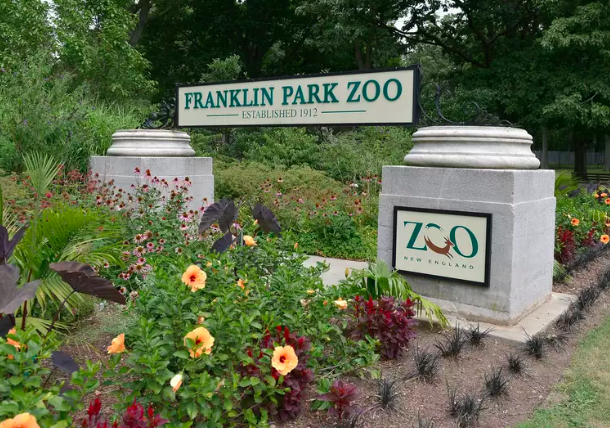 FRANKLIN PARK ZOO
ESTABLISHED 1912
ZOO
NEW ENGLAND